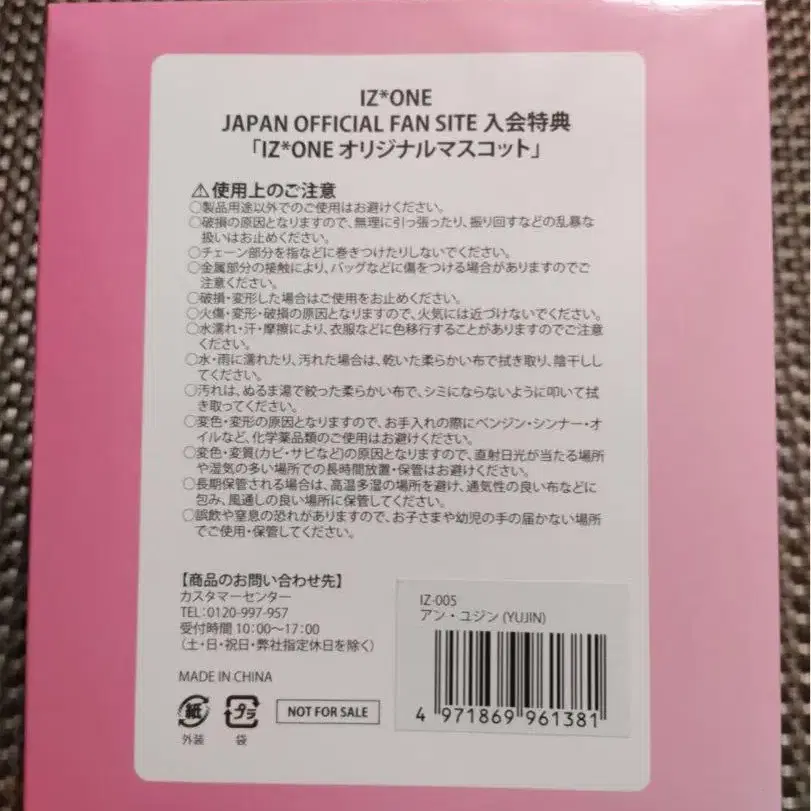 IZ*ONE
JAPAN OFFICIAL FAN SITE 入会特典
「IZ*ONE オリジナルマスコット」
⚠使用上のご注意
○製品用途以外でのご使用はお避けください。
○破損の原因となりますので、無理に引っ張ったり、振り回すなどの乱暴な
扱いはお止めください。
○チェーン部分を指などに巻きつけたりしないでください。
○金属部分の接触により、バッグなどに傷をつける場合がありますのでご
注意ください。
○破損・変形した場合はご使用をお止めください。
○火傷・変形・破損の原因となりますので、火気には近づけないでください。
○水濡れ・汗・摩擦により、衣服などに色移行することがありますのでご注意
ください。
○水・雨に濡れたり、汚れた場合は、乾いた柔らかい布で拭き取り、陰干しし
てください。
○汚れは、ぬるま湯で絞った柔らかい布で、シミにならないように叩いて拭
き取ってください。
○変色・変形の原因となりますので、お手入れの際にベンジン・シンナー・オ
イルなど、化学薬品類のご使用はお避けください。
○変色・変質(カビ・サビなど)の原因となりますので、直射日光が当たる場所
や湿気の多い場所での長時間放置・保管はお避けください。
○長期保管される場合は、高温多湿の場所を避け、通気性の良い布などに
包み、風通しの良い場所に保管してください。
○誤飲や窒息の恐れがありますので、お子さまや幼児の手の届かない場所
でご使用・保管してください。
【商品のお問い合わせ先】
カスタマーセンター
TEL:0120-997-957
受付時間 10:00～17:00
(土・日・祝日・弊社指定休日を除く)
MADE IN CHINA
紙
外装
プラ
袋
NOT FOR SALE
IZ-005
アン・ユジン (YUJIN)
4 971869 961381